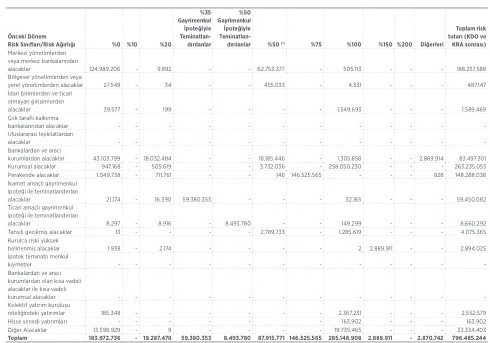 %35 %50
Gayrimenkul Gayrimenkul
İpoteğiyle İpoteğiyle Toplam risk
Önceki Dönem Teminatlan- Teminatlan- tutarı (KDO ve
Risk Sınıfları/Risk Ağırlığı %0 %10 %20 dırılanlar dırılanlar %50 (*) %75 %100 %150 %200 Diğerleri KRA sonrası)
Merkezi yönetimlerden
veya merkez bankalarından
alacaklar 124.989.206 - 9.892 - - 62.753.377 - 505.113 - - - 188.257.588
Bölgesel yönetimlerden veya
yerel yönetimlerden alacaklar 27.549 - 34 - - 455.033 - 4.531 - - - 487.147
İdari birimlerden ve ticari
olmayan girişimlerden
alacaklar 39.577 - 199 - - - - 1.549.693 - - - 1.589.469
Çok taraflı kalkınma
bankalarından alacaklar - - - - - - - - - - - -
Uluslararası teşkilatlardan
alacaklar - - - - - - - - - - - -
Bankalardan ve aracı
kurumlardan alacaklar 43.103.799 - 18.032.484 - - 18.185.446 - 1.305.658 - - 2.869.914 83.497.301
Kurumsal alacaklar 947.168 - 505.619 - - 3.732.036 - 258.050.230 - - - 263.235.053
Perakende alacaklar 1.049.738 - 711.761 - - 146 146.525.565 - - - 828 148.288.038
İkamet amaçlı gayrimenkul
ipoteği ile teminatlandırılan
alacaklar 21.174 - 16.390 59.380.353 - - - 32.165 - - - 59.450.082
Ticari amaçlı gayrimenkul
ipoteği ile teminatlandırılan
alacaklar 8.297 - 8.916 - 8.493.780 - - 149.299 - - - 8.660.292
Tahsili gecikmiş alacaklar 13 - - - - 2.789.733 - 1.285.619 - - - 4.075.365
Kurulca riski yüksek
belirlenmiş alacaklar 1.938 - 2.174 - - - - 2 2.889.911 - - 2.894.025
İpotek teminatlı menkul
kıymetler - - - - - - - - - - - -
Bankalardan ve aracı
kurumlardan olan kısa vadeli
alacaklar ile kısa vadeli
kurumsal alacaklar - - - - - - - - - - - -
Kolektif yatırım kuruluşu
niteliğindeki yatırımlar 185.348 - - - - - - 2.367.231 - - - 2.552.579
Hisse senedi yatırımları - - - - - - - 163.902 - - - 163.902
Diğer Alacaklar 13.598.929 - 9 - - - - 19.735.465 - - - 33.334.403
Toplam 183.972.736 - 19.287.478 59.380.353 8.493.780 87.915.771 146.525.565 285.148.908 2.889.911 - 2.870.742 796.485.244